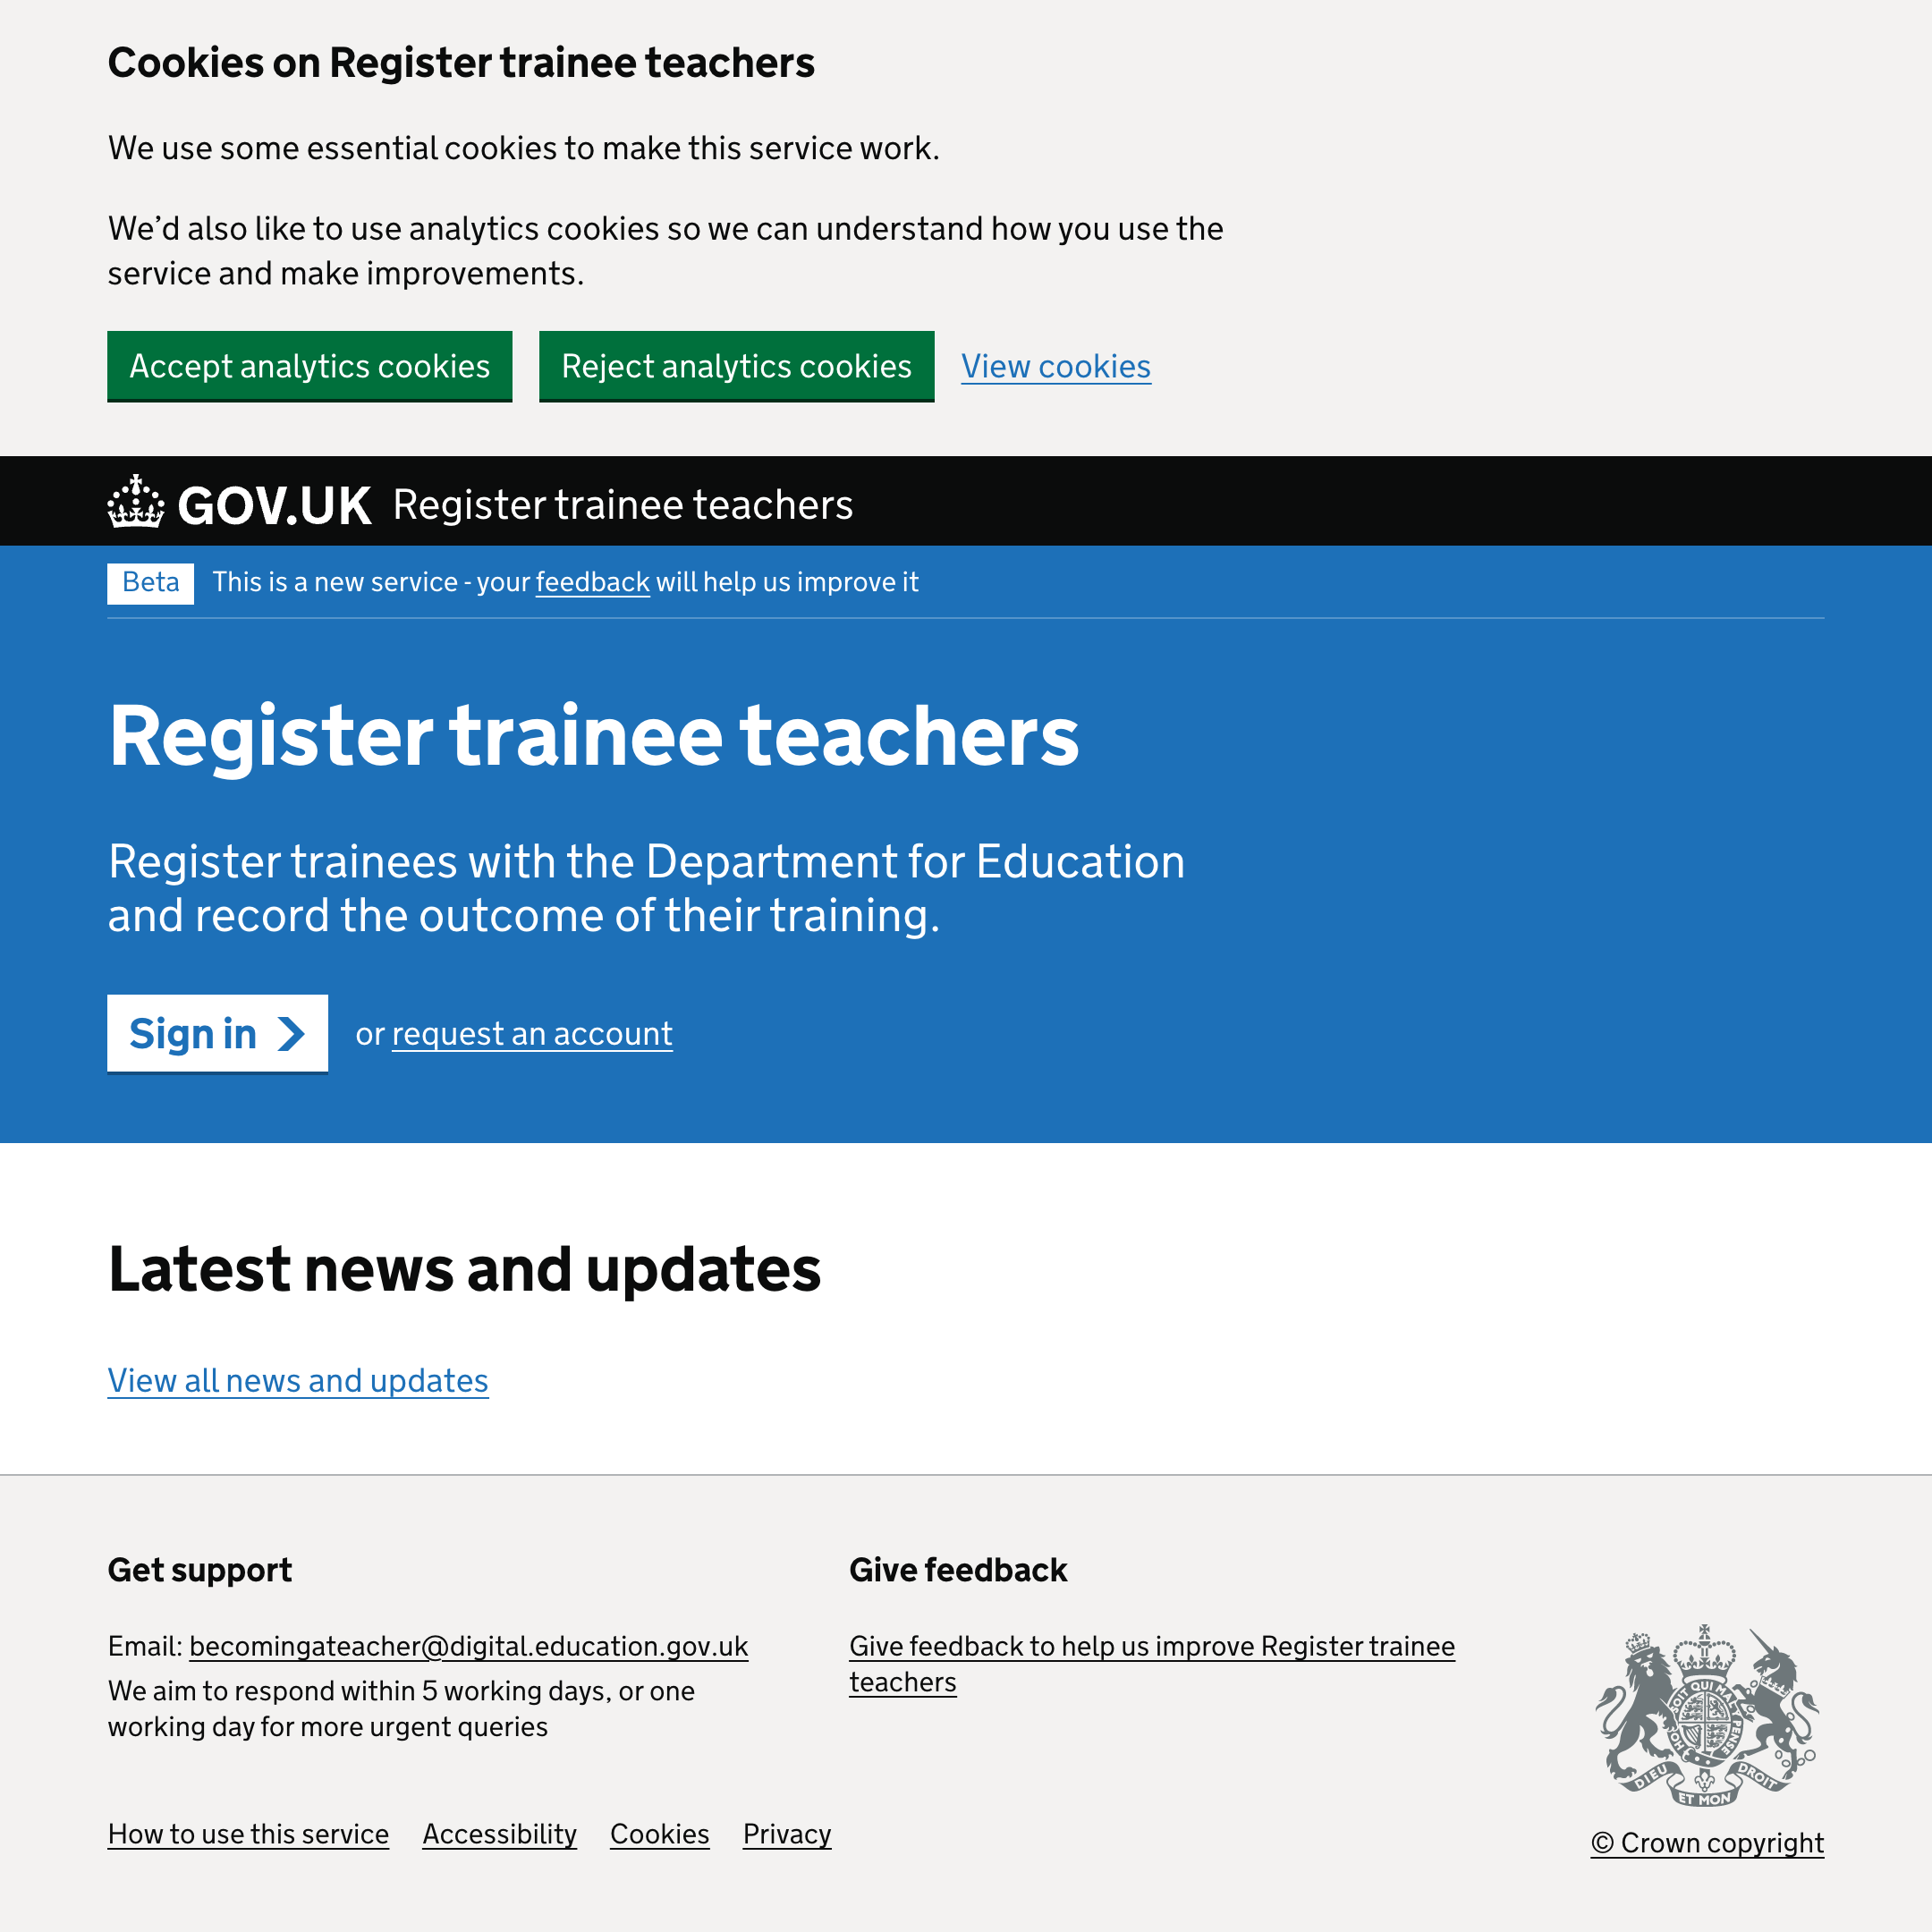 Cookies on Register trainee teachers
We use some essential cookies to make this service work.
We’d also like to use analytics cookies so we can understand how you use the
service and make improvements.
Accept analytics cookies
Reject analytics cookies
View cookies
GOV.UK Register trainee teachers
Beta
This is a new service - your feedback will help us improve it
Register trainee teachers
Register trainees with the Department for Education
and record the outcome of their training.
Sign in
or request an account
Latest news and updates
View all news and updates
Get support
Email: becomingateacher@digital.education.gov.uk
We aim to respond within 5 working days, or one
working day for more urgent queries
Give feedback
Give feedback to help us improve Register trainee
teachers
How to use this service
Accessibility
Cookies
Privacy
SOIT QUI MAL
PENSE
DIEU
ET MON
DROIT
© Crown copyright